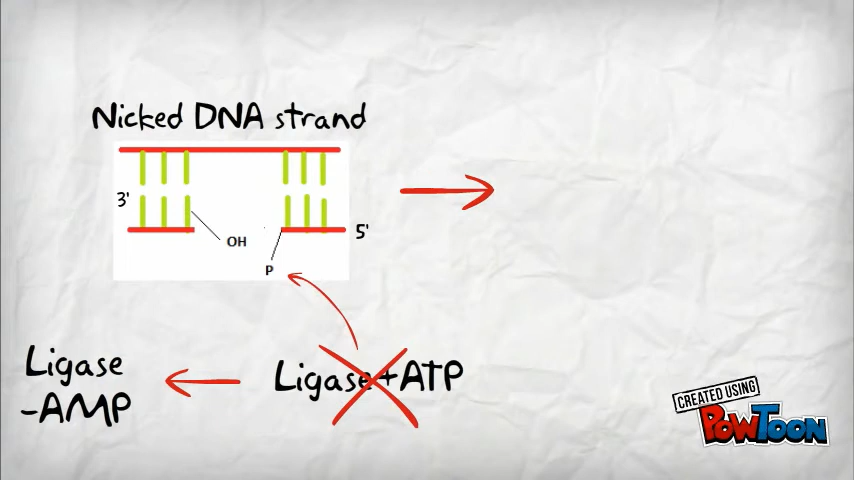 Nicked DNA strand
3'
OH
5'
P
Ligase
-AMP
Ligase+ATP
CREATED USING
POWTOON